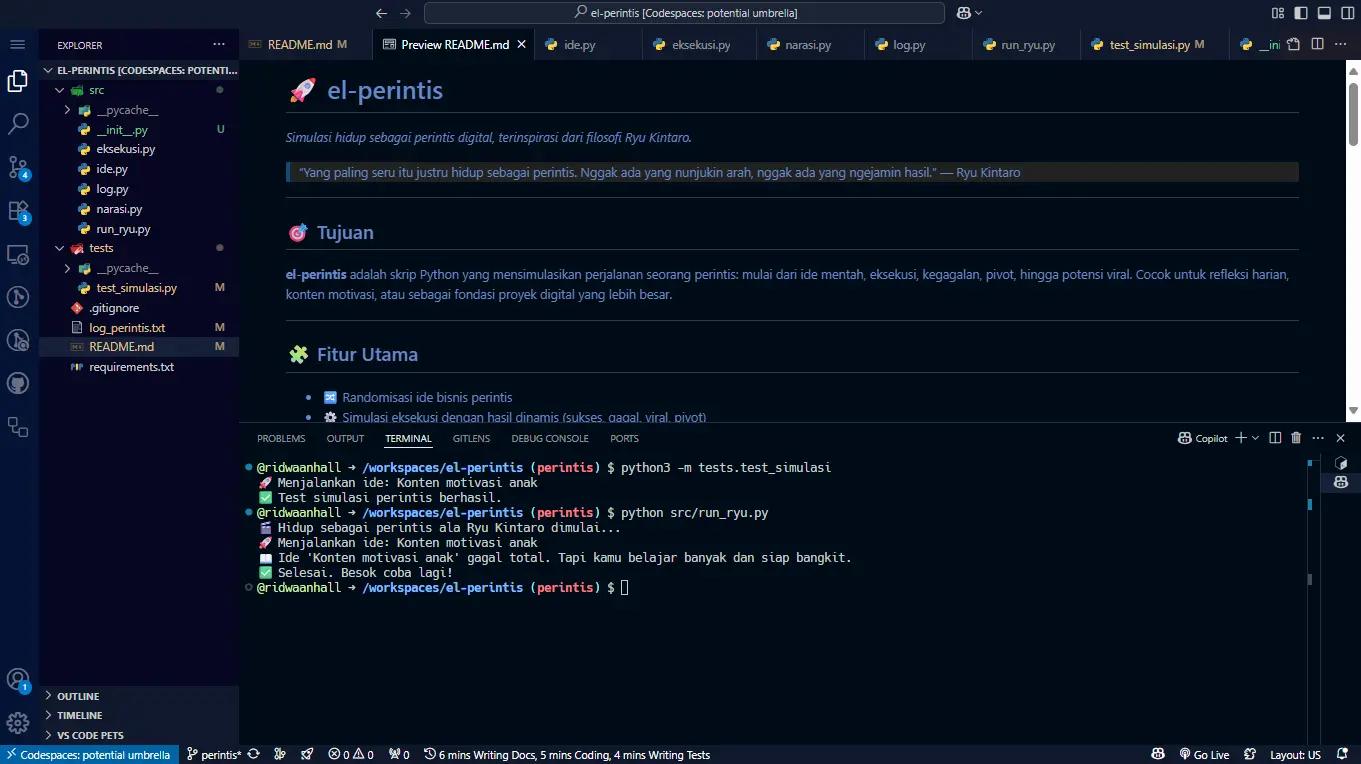 el-perintis [Codespaces: potential umbrella]
EXPLORER
README.md M
Preview README.md
ide.py
eksekusi.py
narasi.py
log.py
run_ryu.py
test_simulasi.py M
EL-PERINTIS [CODESPACES: POTENTI...
src
__pycache__
__init__.py U
eksekusi.py
ide.py
log.py
narasi.py
run_ryu.py
tests
__pycache__
test_simulasi.py M
.gitignore
log_perintis.txt M
README.md M
requirements.txt
4
3
🚀 el-perintis
Simulasi hidup sebagai perintis digital, terinspirasi dari filosofi Ryu Kintaro.
“Yang paling seru itu justru hidup sebagai perintis. Nggak ada yang nunjukin arah, nggak ada yang ngejamin hasil.” — Ryu Kintaro
🎯 Tujuan
el-perintis adalah skrip Python yang mensimulasikan perjalanan seorang perintis: mulai dari ide mentah, eksekusi, kegagalan, pivot, hingga potensi viral. Cocok untuk refleksi harian,
konten motivasi, atau sebagai fondasi proyek digital yang lebih besar.
🧩 Fitur Utama
• 🔀 Randomisasi ide bisnis perintis
• ⚙️ Simulasi eksekusi dengan hasil dinamis (sukses, gagal, viral, pivot)
PROBLEMS OUTPUT TERMINAL GITLENS DEBUG CONSOLE PORTS
Copilot
@ridwaanhall ➜ /workspaces/el-perintis (perintis) $ python3 -m tests.test_simulasi
🚀 Menjalankan ide: Konten motivasi anak
✅ Test simulasi perintis berhasil.
@ridwaanhall ➜ /workspaces/el-perintis (perintis) $ python src/run_ryu.py
🎬 Hidup sebagai perintis ala Ryu Kintaro dimulai...
🚀 Menjalankan ide: Konten motivasi anak
📖 Ide 'Konten motivasi anak' gagal total. Tapi kamu belajar banyak dan siap bangkit.
✅ Selesai. Besok coba lagi!
@ridwaanhall ➜ /workspaces/el-perintis (perintis) $
1
OUTLINE
TIMELINE
VS CODE PETS
Codespaces: potential umbrella
perintis*
0 0
0
6 mins Writing Docs, 5 mins Coding, 4 mins Writing Tests
Go Live
Layout: US